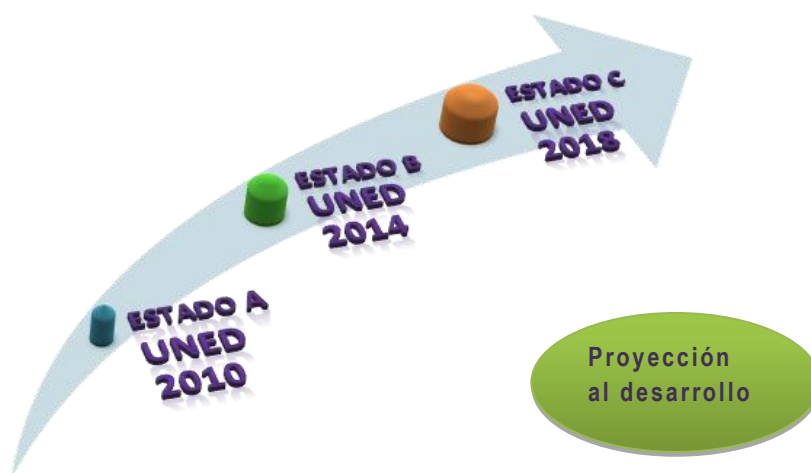 ESTADO C
UNED
2018
ESTADO B
UNED
2014
ESTADO A
UNED
2010
Proyección
al desarrollo